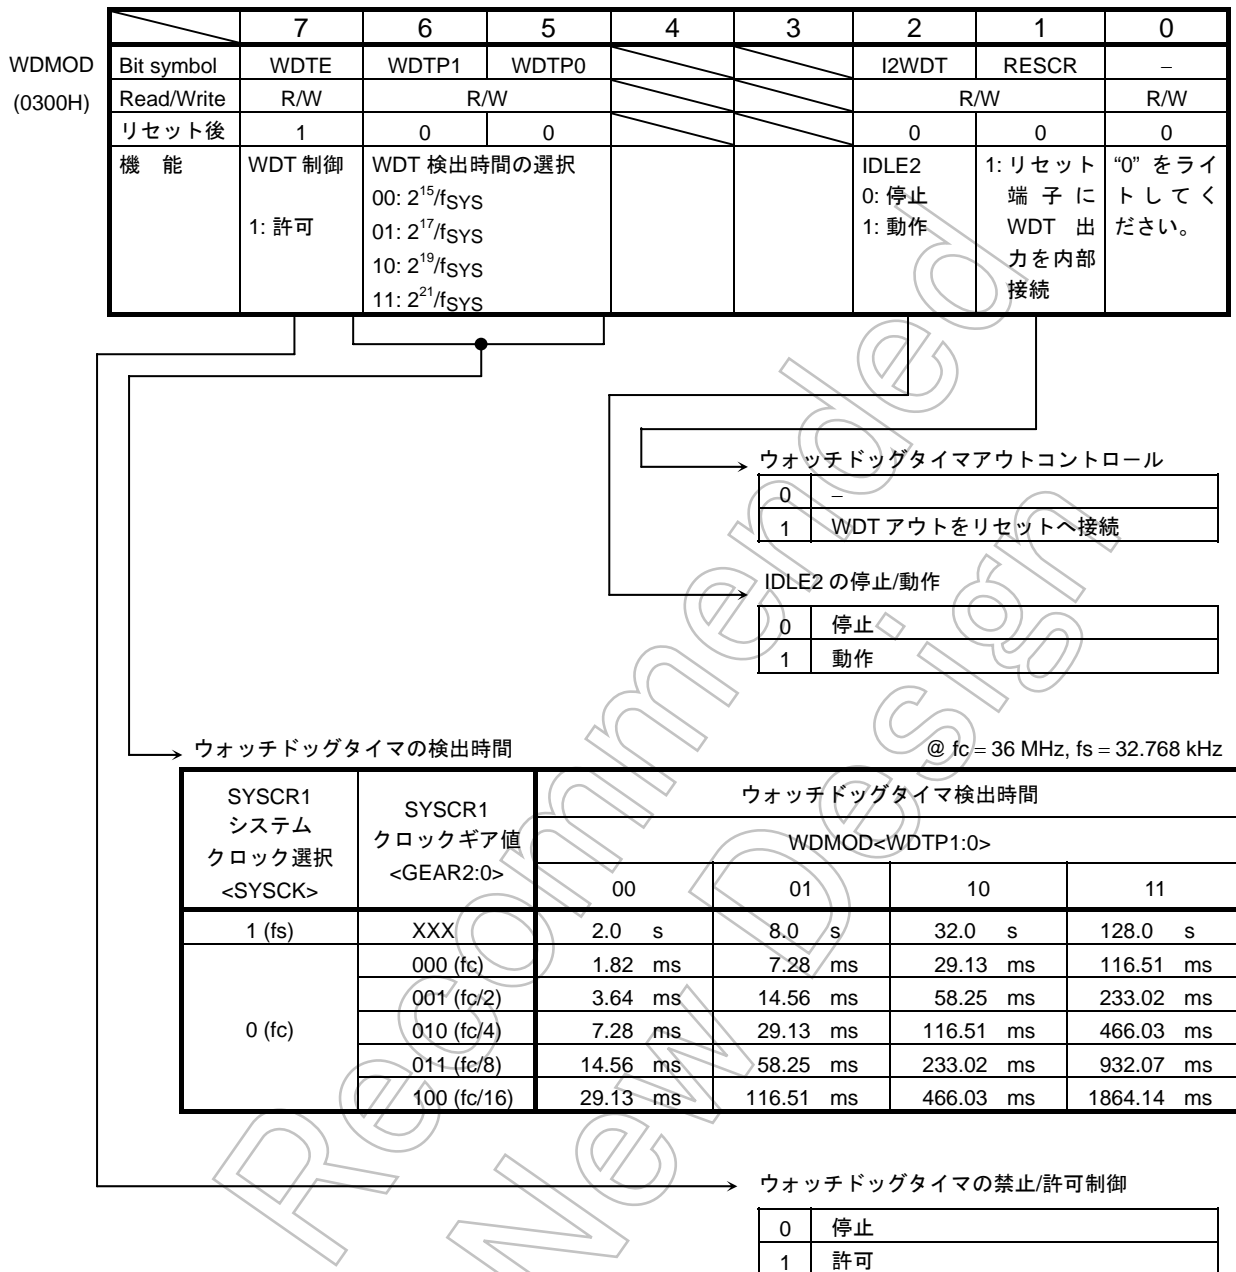 7 6 5 4 3 2 1 0
WDMOD (0300H)
Bit symbol WDTE WDTP1 WDTP0 I2WDT RESCR –
Read/Write R/W R/W R/W R/W
リセット後 1 0 0 0 0 0
機 能
WDT 制御
1: 許可
WDT 検出時間の選択
00: 2^15/fSYS
01: 2^17/fSYS
10: 2^19/fSYS
11: 2^21/fSYS
IDLE2
0: 停止
1: 動作
1: リセット
端子に
WDT 出
力を内部
接続
“0” をライ
トしてく
ださい。
ウォッチドッグタイマアウトコントロール
0 –
1 WDT アウトをリセットへ接続
IDLE2 の停止/動作
0 停止
1 動作
ウォッチドッグタイマの検出時間
@ fc = 36 MHz, fs = 32.768 kHz
SYSCR1
システム
クロック選択
<SYSCK>
SYSCR1
クロックギア値
<GEAR2:0>
ウォッチドッグタイマ検出時間
WDMOD<WDTP1:0>
00 01 10 11
1 (fs) XXX 2.0 s 8.0 s 32.0 s 128.0 s
0 (fc)
000 (fc) 1.82 ms 7.28 ms 29.13 ms 116.51 ms
001 (fc/2) 3.64 ms 14.56 ms 58.25 ms 233.02 ms
010 (fc/4) 7.28 ms 29.13 ms 116.51 ms 466.03 ms
011 (fc/8) 14.56 ms 58.25 ms 233.02 ms 932.07 ms
100 (fc/16) 29.13 ms 116.51 ms 466.03 ms 1864.14 ms
ウォッチドッグタイマの禁止/許可制御
0 停止
1 許可
Recommended
New Design